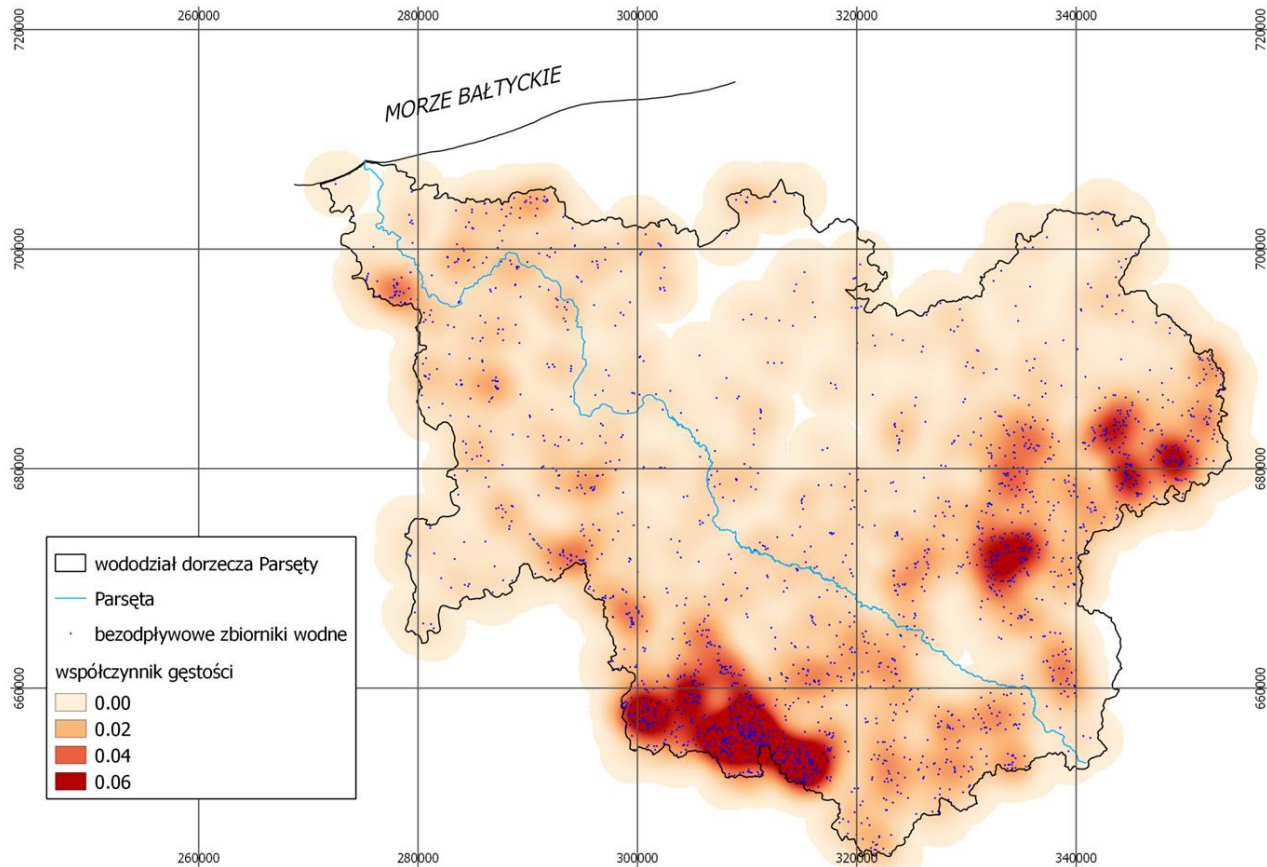 260000 280000 300000 320000 340000
720000 720000
MORZE BAŁTYCKIE
700000 700000
680000 680000
660000 660000
wododział dorzecza Parsęty
Parsęta
bezodpływowe zbiorniki wodne
współczynnik gęstości
0.00
0.02
0.04
0.06
260000 280000 300000 320000 340000